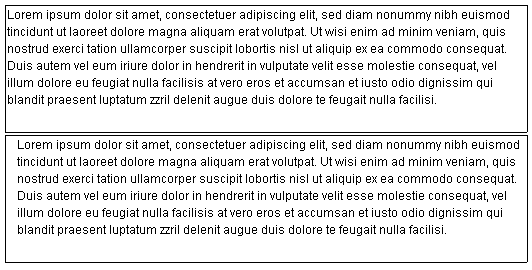 Lorem ipsum dolor sit amet, consectetuer adipiscing elit, sed diam nonummy nibh euismod
tincidunt ut laoreet dolore magna aliquam erat volutpat. Ut wisi enim ad minim veniam, quis
nostrud exerci tation ullamcorper suscipit lobortis nisl ut aliquip ex ea commodo consequat.
Duis autem vel eum iriure dolor in hendrerit in vulputate velit esse molestie consequat, vel
illum dolore eu feugiat nulla facilisis at vero eros et accumsan et iusto odio dignissim qui
blandit praesent luptatum zzril delenit augue duis dolore te feugait nulla facilisi.
Lorem ipsum dolor sit amet, consectetuer adipiscing elit, sed diam nonummy nibh euismod
tincidunt ut laoreet dolore magna aliquam erat volutpat. Ut wisi enim ad minim veniam, quis
nostrud exerci tation ullamcorper suscipit lobortis nisl ut aliquip ex ea commodo consequat.
Duis autem vel eum iriure dolor in hendrerit in vulputate velit esse molestie consequat, vel
illum dolore eu feugiat nulla facilisis at vero eros et accumsan et iusto odio dignissim qui
blandit praesent luptatum zzril delenit augue duis dolore te feugait nulla facilisi.